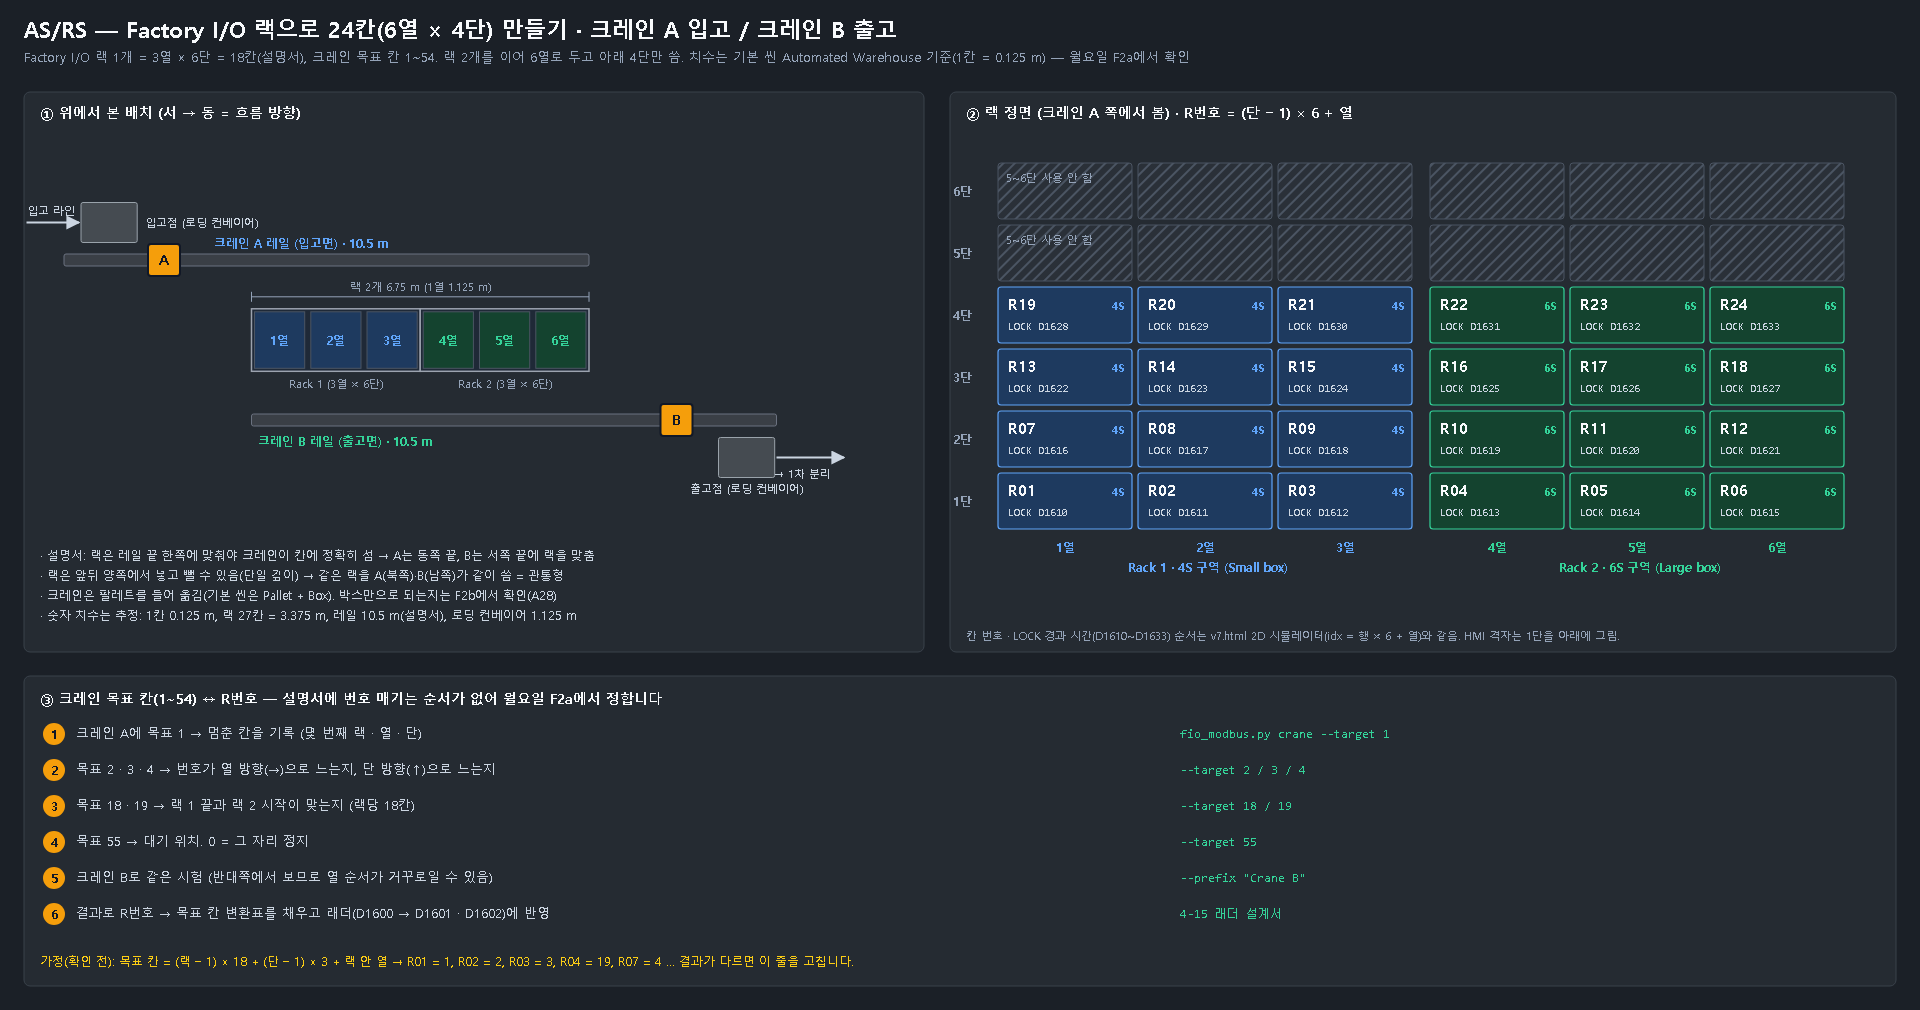 AS/RS — Factory I/O 랙으로 24칸(6열 × 4단) 만들기 · 크레인 A 입고 / 크레인 B 출고
Factory I/O 랙 1개 = 3열 × 6단 = 18칸(설명서), 크레인 목표 칸 1~54. 랙 2개를 이어 6열로 두고 아래 4단만 씀. 치수는 기본 씬 Automated Warehouse 기준(1칸 = 0.125 m) — 월요일 F2a에서 확인
① 위에서 본 배치 (서 → 동 = 흐름 방향)
입고 라인
입고점 (로딩 컨베이어)
크레인 A 레일 (입고면) · 10.5 m
A
랙 2개 6.75 m (1열 1.125 m)
1열 2열 3열 4열 5열 6열
Rack 1 (3열 × 6단) Rack 2 (3열 × 6단)
B
크레인 B 레일 (출고면) · 10.5 m
→ 1차 분리
출고점 (로딩 컨베이어)
· 설명서: 랙은 레일 끝 한쪽에 맞춰야 크레인이 칸에 정확히 섬 → A는 동쪽 끝, B는 서쪽 끝에 랙을 맞춤
· 랙은 앞뒤 양쪽에서 넣고 뺄 수 있음(단일 깊이) → 같은 랙을 A(북쪽)·B(남쪽)가 같이 씀 = 관통형
· 크레인은 팔레트를 들어 옮김(기본 씬은 Pallet + Box). 박스만으로 되는지는 F2b에서 확인(A28)
· 숫자 치수는 추정: 1칸 0.125 m, 랙 27칸 = 3.375 m, 레일 10.5 m(설명서), 로딩 컨베이어 1.125 m
② 랙 정면 (크레인 A 쪽에서 봄) · R번호 = (단 − 1) × 6 + 열
6단 5~6단 사용 안 함
5단 5~6단 사용 안 함
4단 R19 4S R20 4S R21 4S R22 6S R23 6S R24 6S
LOCK D1628 LOCK D1629 LOCK D1630 LOCK D1631 LOCK D1632 LOCK D1633
3단 R13 4S R14 4S R15 4S R16 6S R17 6S R18 6S
LOCK D1622 LOCK D1623 LOCK D1624 LOCK D1625 LOCK D1626 LOCK D1627
2단 R07 4S R08 4S R09 4S R10 6S R11 6S R12 6S
LOCK D1616 LOCK D1617 LOCK D1618 LOCK D1619 LOCK D1620 LOCK D1621
1단 R01 4S R02 4S R03 4S R04 6S R05 6S R06 6S
LOCK D1610 LOCK D1611 LOCK D1612 LOCK D1613 LOCK D1614 LOCK D1615
1열 2열 3열 4열 5열 6열
Rack 1 · 4S 구역 (Small box) Rack 2 · 6S 구역 (Large box)
칸 번호 · LOCK 경과 시간(D1610~D1633) 순서는 v7.html 2D 시뮬레이터(idx = 행 × 6 + 열)와 같음. HMI 격자는 1단을 아래에 그림.
③ 크레인 목표 칸(1~54) ↔ R번호 — 설명서에 번호 매기는 순서가 없어 월요일 F2a에서 정합니다
1 크레인 A에 목표 1 → 멈춘 칸을 기록 (몇 번째 랙 · 열 · 단) fio_modbus.py crane --target 1
2 목표 2 · 3 · 4 → 번호가 열 방향(→)으로 느는지, 단 방향(↑)으로 느는지 --target 2 / 3 / 4
3 목표 18 · 19 → 랙 1 끝과 랙 2 시작이 맞는지 (랙당 18칸) --target 18 / 19
4 목표 55 → 대기 위치. 0 = 그 자리 정지 --target 55
5 크레인 B로 같은 시험 (반대쪽에서 보므로 열 순서가 거꾸로일 수 있음) --prefix "Crane B"
6 결과로 R번호 → 목표 칸 변환표를 채우고 래더(D1600 → D1601 · D1602)에 반영 4-15 래더 설계서
가정(확인 전): 목표 칸 = (랙 − 1) × 18 + (단 − 1) × 3 + 랙 안 열 → R01 = 1, R02 = 2, R03 = 3, R04 = 19, R07 = 4 … 결과가 다르면 이 줄을 고칩니다.